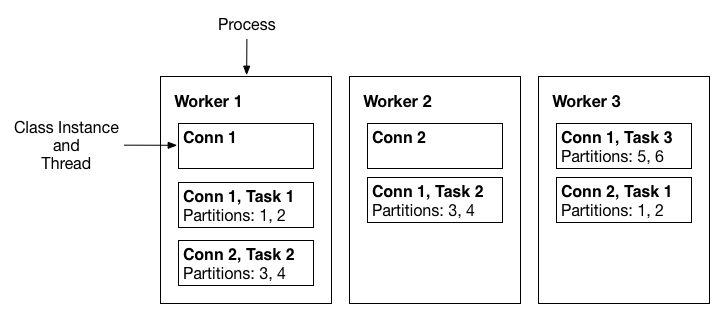 Process
Class Instance
and
Thread
Worker 1
Conn 1
Conn 1, Task 1
Partitions: 1, 2
Conn 2, Task 2
Partitions: 3, 4
Worker 2
Conn 2
Conn 1, Task 2
Partitions: 3, 4
Worker 3
Conn 1, Task 3
Partitions: 5, 6
Conn 2, Task 1
Partitions: 1, 2